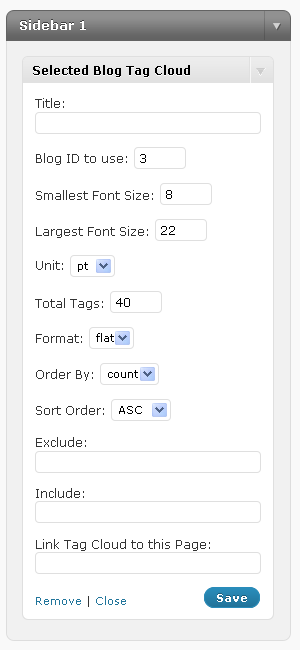 Sidebar 1
Selected Blog Tag Cloud
Title:
Blog ID to use: 3
Smallest Font Size: 8
Largest Font Size: 22
Unit: pt
Total Tags: 40
Format: flat
Order By: count
Sort Order: ASC
Exclude:
Include:
Link Tag Cloud to this Page:
Remove | Close Save